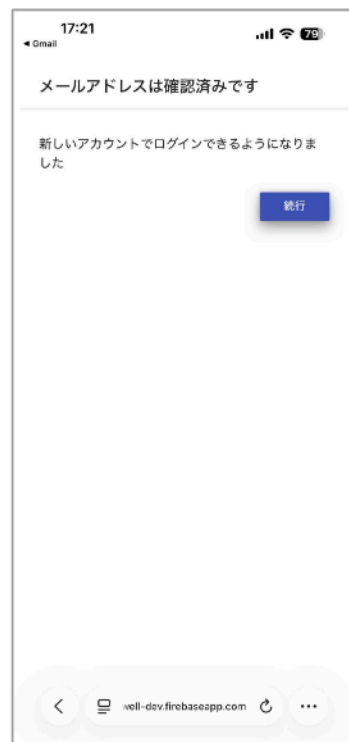 17:21
79
◀ Gmail
メールアドレスは確認済みです
新しいアカウントでログインできるようになりま
した
続行
well-dev.firebaseapp.com